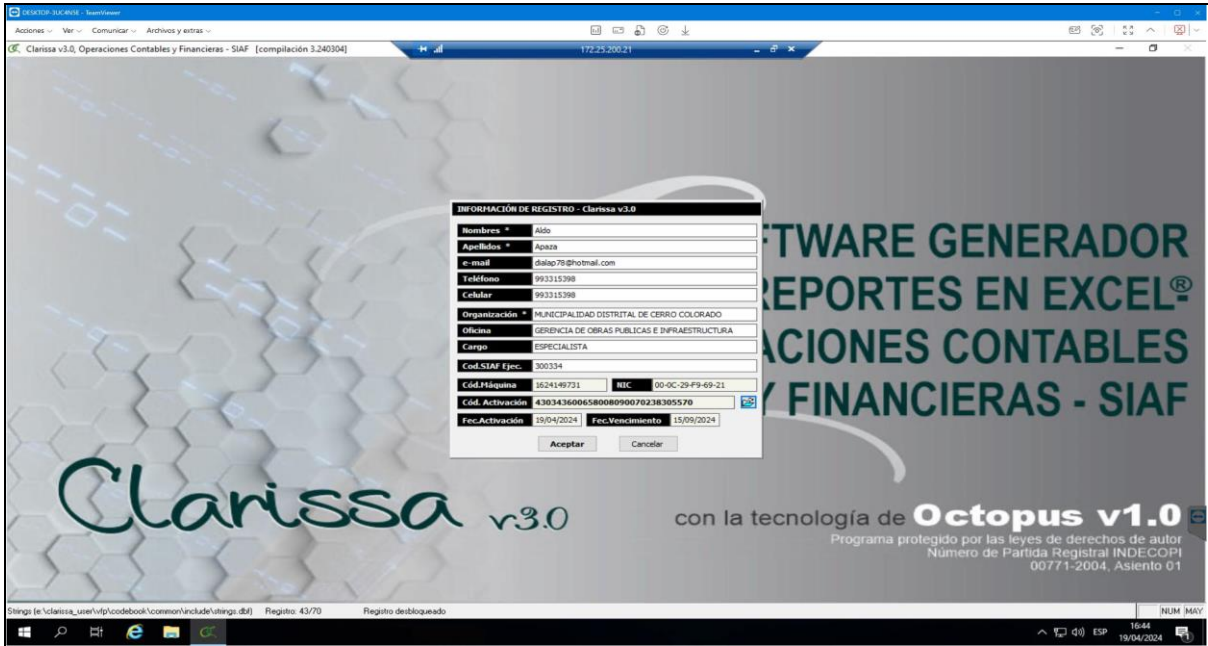 DESKTOP-3UC4NSE - TeamViewer
Acciones Ver Comunicar Archivos y extras
Clarissa v3.0, Operaciones Contables y Financieras - SIAF [compilación 3.240304]
172.25.200.21
INFORMACIÓN DE REGISTRO - Clarissa v3.0
Nombres * Aldo
Apellidos * Apaza
e-mail dialap78@hotmail.com
Teléfono 993315398
Celular 993315398
Organización * MUNICIPALIDAD DISTRITAL DE CERRO COLORADO
Oficina GERENCIA DE OBRAS PUBLICAS E INFRAESTRUCTURA
Cargo ESPECIALISTA
Cod.SIAF Ejec. 300334
Cód.Máquina 1624149731 NIC 00-0C-29-F9-69-21
Cód. Activación 4303436006580080900702383055​70
Fec.Activación 19/04/2024 Fec.Vencimiento 15/09/2024
Aceptar Cancelar
TWARE GENERADOR
EPORTES EN EXCEL®
ACIONES CONTABLES
Y FINANCIERAS - SIAF
Clarissa v3.0
con la tecnología de Octopus v1.0
Programa protegido por las leyes de derechos de autor
Número de Partida Registral INDECOPI
00771-2004, Asiento 01
Strings (e:\clarissa_user\vfp\codebook\common\include\strings.dbf) Registro: 43/70 Registro desbloqueado
NUM MAY
ESP
16:44
19/04/2024